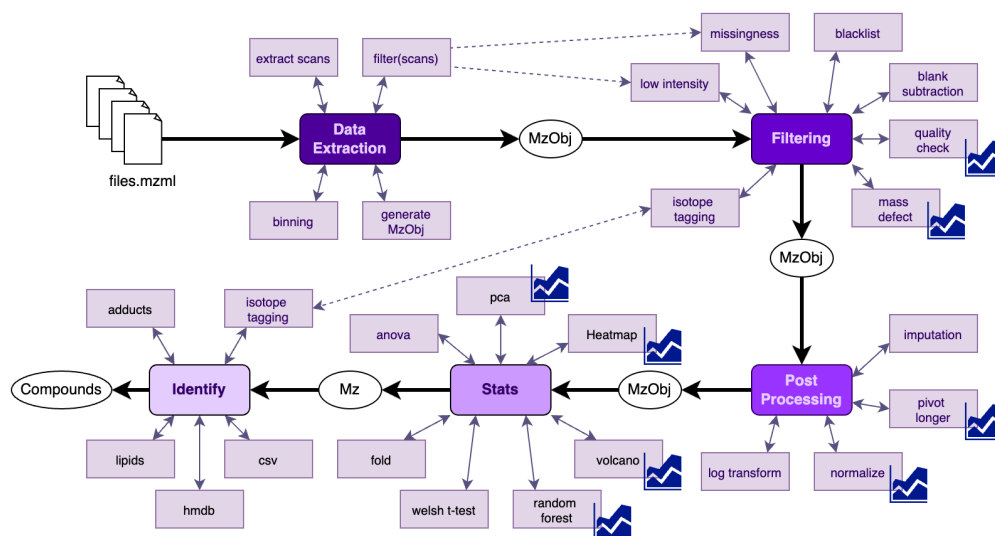 missingness
blacklist
extract scans
filter(scans)
low intensity
blank
subtraction
Data
Extraction
MzObj
Filtering
quality
check
files.mzml
binning
generate
MzObj
isotope
tagging
mass
defect
MzObj
adducts
isotope
tagging
pca
anova
Heatmap
imputation
Compounds
Identify
Mz
Stats
MzObj
Post
Processing
pivot
longer
lipids
csv
fold
volcano
log transform
normalize
hmdb
welsh t-test
random
forest